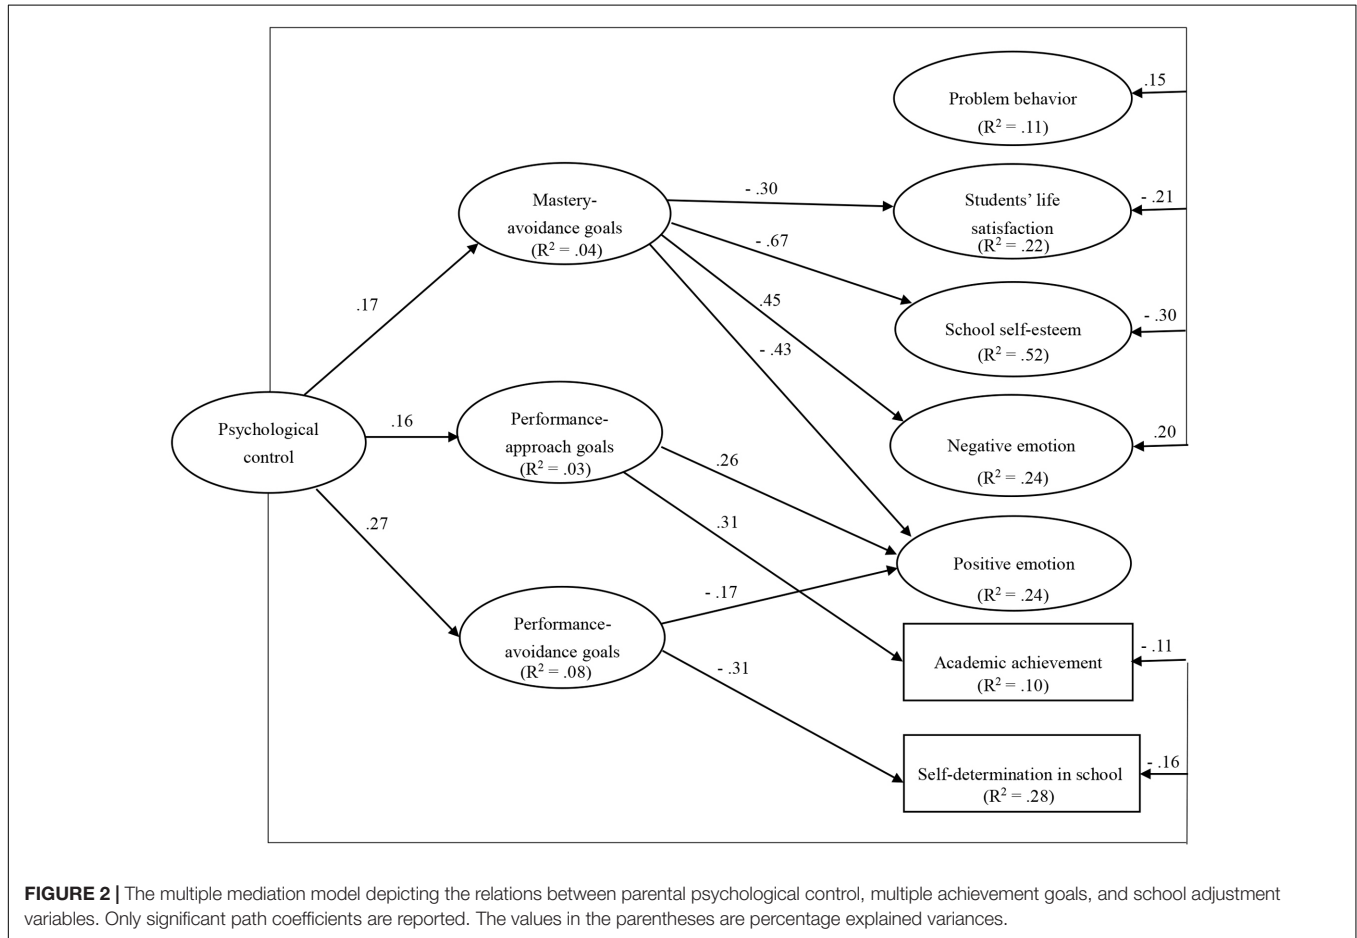 Problem behavior
(R² = .11)
.15
Mastery-
avoidance goals
(R² = .04)
- .30
Students’ life
satisfaction
(R² = .22)
- .21
- .67
.17
.45
School self-esteem
(R² = .52)
- .30
- .43
Psychological
control
.16
Performance-
approach goals
(R² = .03)
Negative emotion
(R² = .24)
.20
.26
.27
.31
Positive emotion
(R² = .24)
- .17
Performance-
avoidance goals
(R² = .08)
- .31
Academic achievement
(R² = .10)
- .11
Self-determination in school
(R² = .28)
- .16
FIGURE 2 | The multiple mediation model depicting the relations between parental psychological control, multiple achievement goals, and school adjustment
variables. Only significant path coefficients are reported. The values in the parentheses are percentage explained variances.